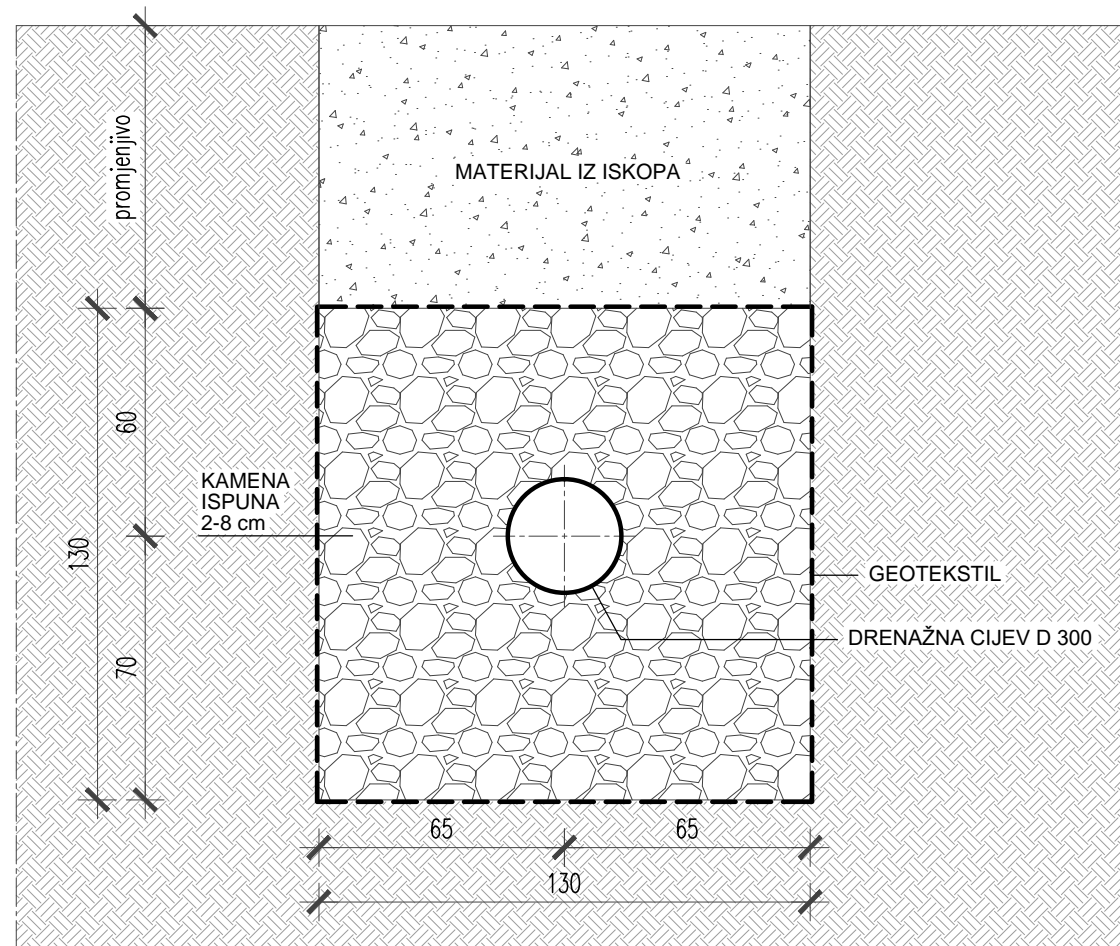 promjenjivo
MATERIJAL IZ ISKOPA
60
KAMENA
ISPUNA
2-8 cm
130
GEOTEKSTIL
DRENAŽNA CIJEV D 300
70
65
65
130